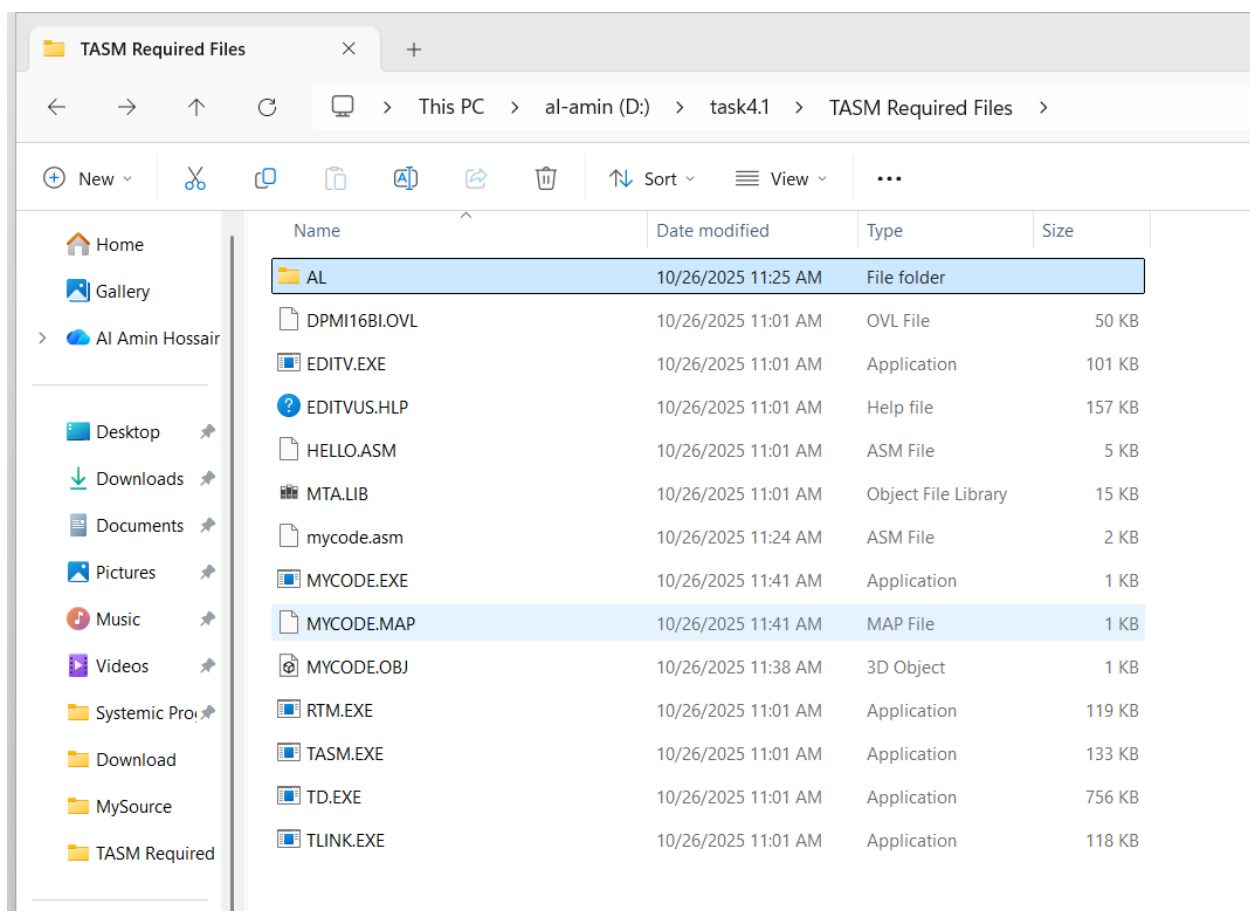 TASM Required Files
This PC > al-amin (D:) > task4.1 > TASM Required Files >
New Sort View
Name Date modified Type Size
Home
Gallery
Al Amin Hossair
Desktop
Downloads
Documents
Pictures
Music
Videos
Systemic Pro
Download
MySource
TASM Required
AL 10/26/2025 11:25 AM File folder
DPMI16BI.OVL 10/26/2025 11:01 AM OVL File 50 KB
EDITV.EXE 10/26/2025 11:01 AM Application 101 KB
EDITVUS.HLP 10/26/2025 11:01 AM Help file 157 KB
HELLO.ASM 10/26/2025 11:01 AM ASM File 5 KB
MTA.LIB 10/26/2025 11:01 AM Object File Library 15 KB
mycode.asm 10/26/2025 11:24 AM ASM File 2 KB
MYCODE.EXE 10/26/2025 11:41 AM Application 1 KB
MYCODE.MAP 10/26/2025 11:41 AM MAP File 1 KB
MYCODE.OBJ 10/26/2025 11:38 AM 3D Object 1 KB
RTM.EXE 10/26/2025 11:01 AM Application 119 KB
TASM.EXE 10/26/2025 11:01 AM Application 133 KB
TD.EXE 10/26/2025 11:01 AM Application 756 KB
TLINK.EXE 10/26/2025 11:01 AM Application 118 KB